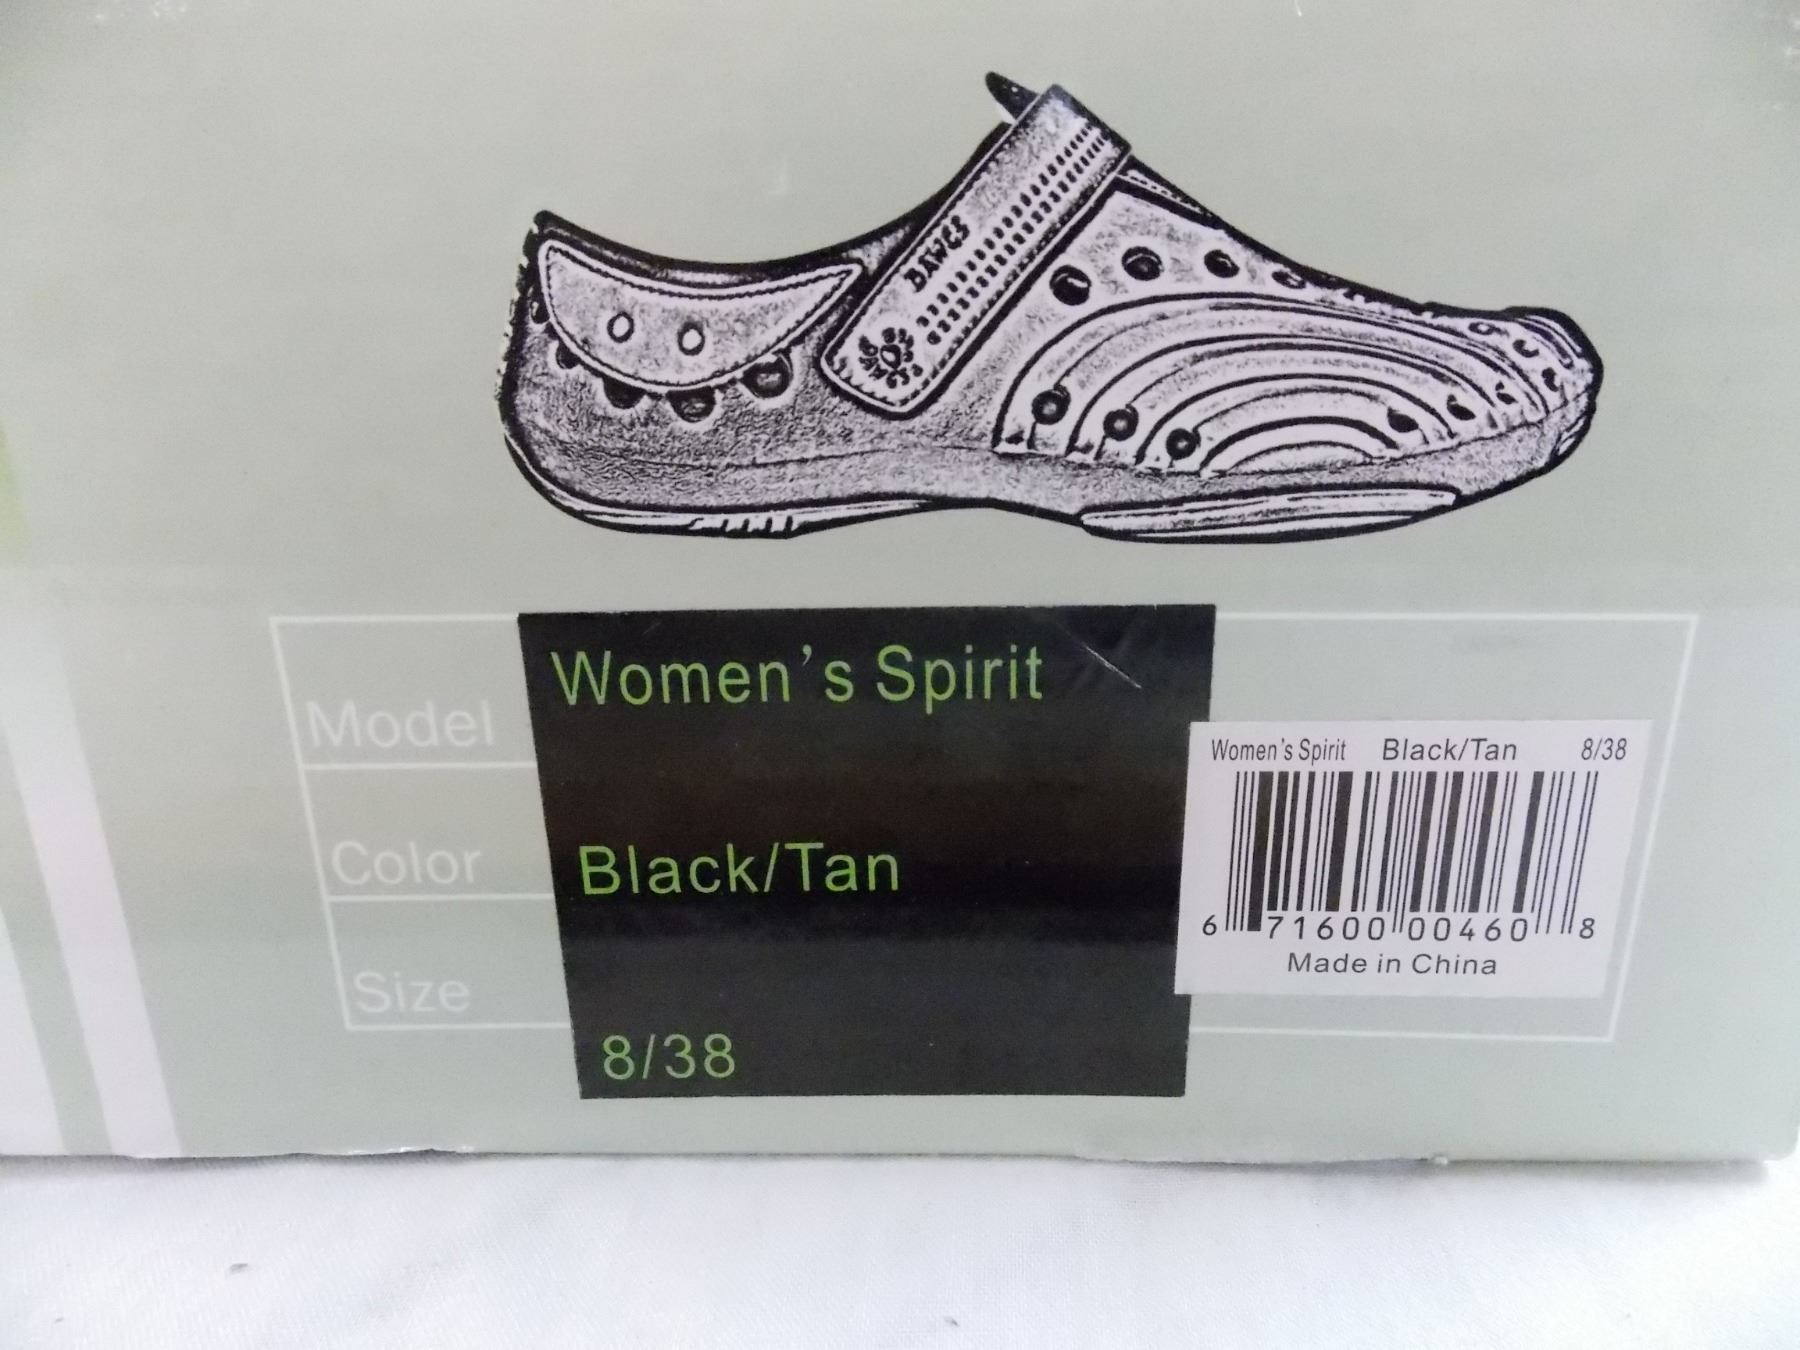 DAWGS
DAWGS
Model
Women's Spirit
Color
Black/Tan
Size
8/38
Women's Spirit Black/Tan 8/38
6 71600 00460 8
Made in China